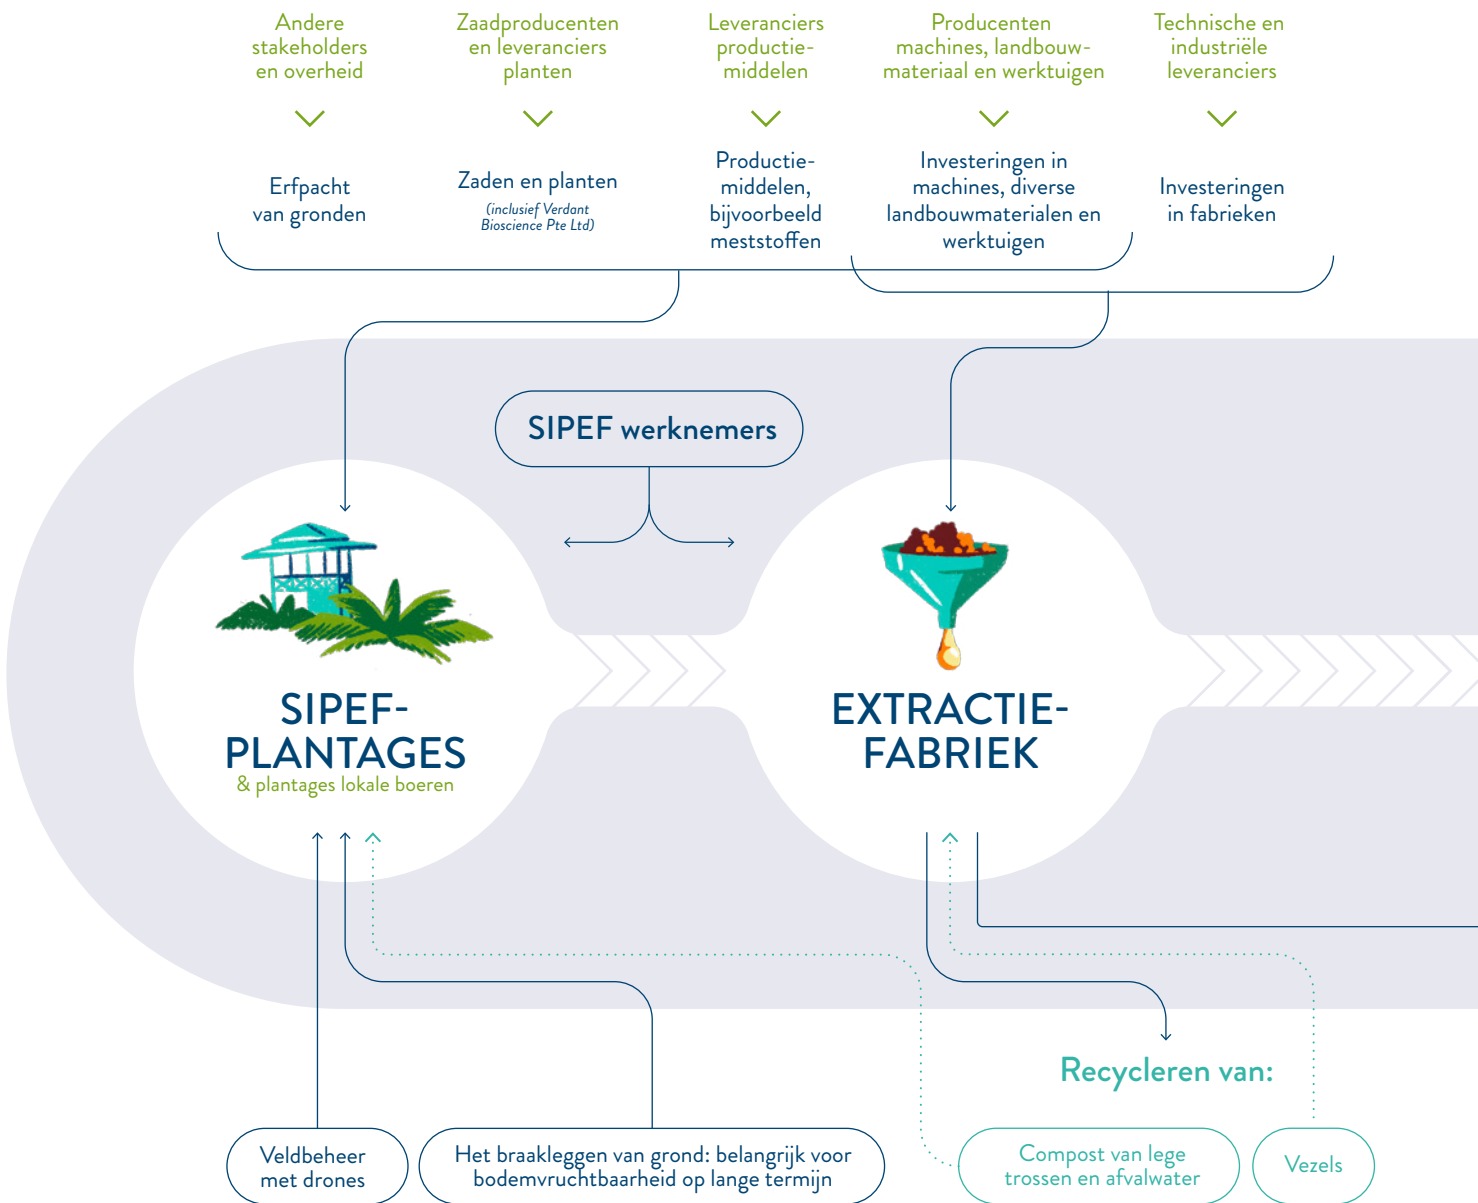 Andere
stakeholders
en overheid
Zaadproducenten
en leveranciers
planten
Leveranciers
productie-
middelen
Producenten
machines, landbouw-
materiaal en werktuigen
Technische en
industriële
leveranciers
Erfpacht
van gronden
Zaden en planten
(inclusief Verdant
Bioscience Pte Ltd)
Productie-
middelen,
bijvoorbeeld
meststoffen
Investeringen in
machines, diverse
landbouwmaterialen en
werktuigen
Investeringen
in fabrieken
SIPEF werknemers
SIPEF-
PLANTAGES
& plantages lokale boeren
EXTRACTIE-
FABRIEK
Recycleren van:
Veldbeheer
met drones
Het braakleggen van grond: belangrijk voor
bodemvruchtbaarheid op lange termijn
Compost van lege
trossen en afvalwater
Vezels